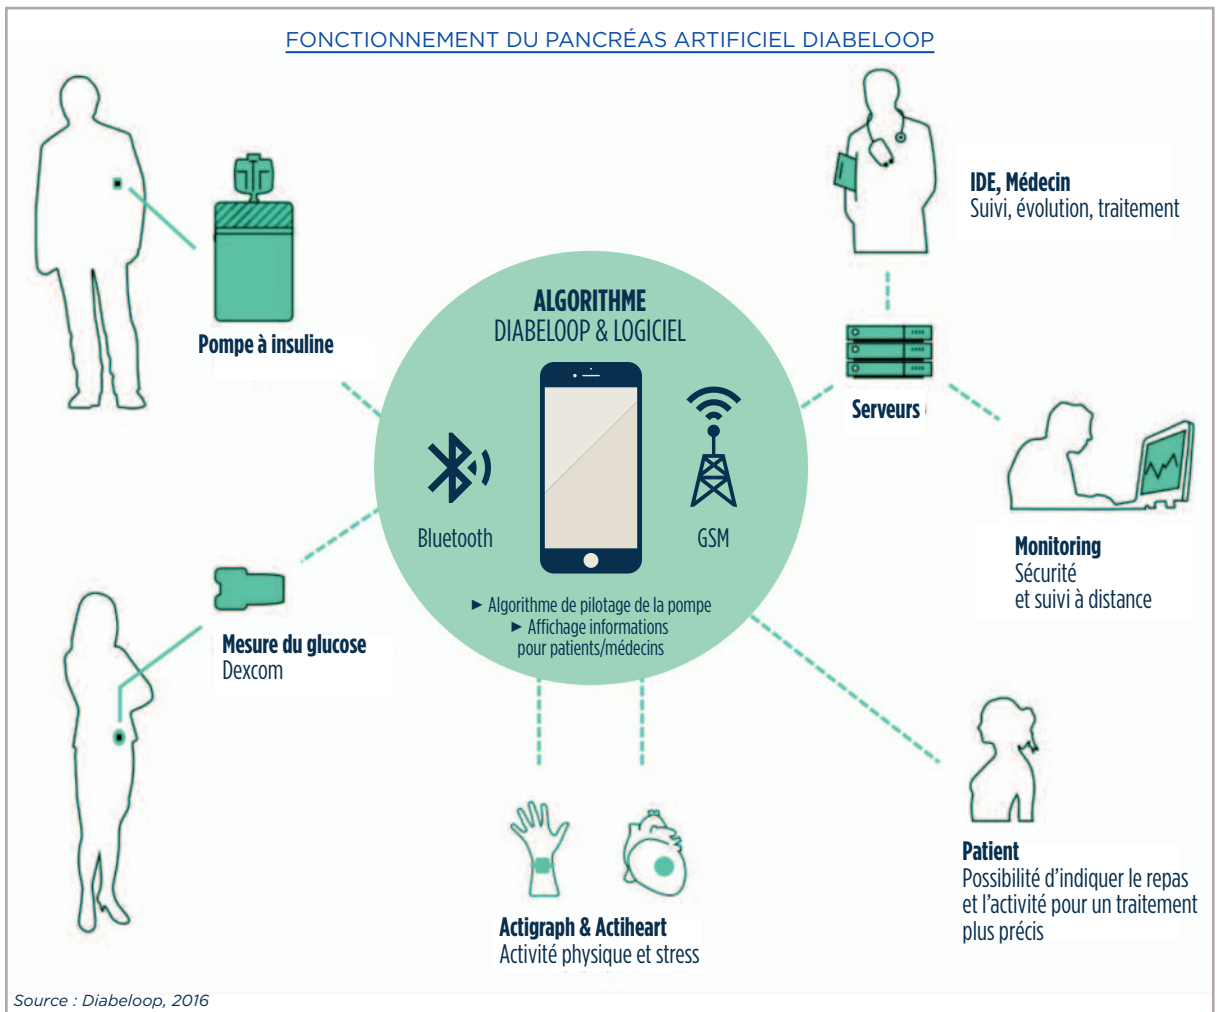 FONCTIONNEMENT DU PANCRÉAS ARTIFICIEL DIABELOOP
IDE, Médecin
Suivi, évolution, traitement
ALGORITHME
DIABELOOP & LOGICIEL
Pompe à insuline
Serveurs
Bluetooth
GSM
Monitoring
Sécurité
et suivi à distance
► Algorithme de pilotage de la pompe
► Affichage informations
pour patients/médecins
Mesure du glucose
Dexcom
Patient
Possibilité d'indiquer le repas
et l'activité pour un traitement
plus précis
Actigraph & Actiheart
Activité physique et stress
Source : Diabeloop, 2016